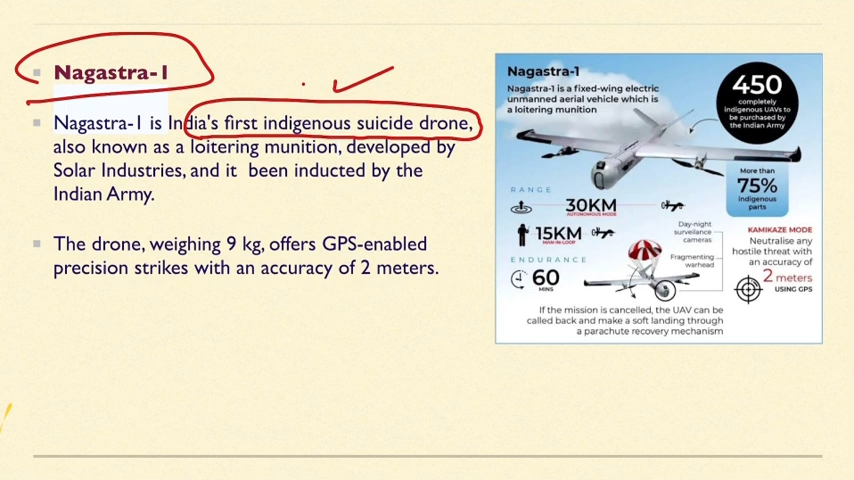 Nagastra-1
Nagastra-1 is India's first indigenous suicide drone,
also known as a loitering munition, developed by
Solar Industries, and it been inducted by the
Indian Army.
The drone, weighing 9 kg, offers GPS-enabled
precision strikes with an accuracy of 2 meters.
Nagastra-1
Nagastra-1 is a fixed-wing electric
unmanned aerial vehicle which is
a loitering munition
450
completely
indigenous UAVs to
be purchased by
the Indian Army
More than
75%
indigenous
parts
RANGE
30KM
AUTONOMOUS MODE
15KM
MAN-IN-LOOP
ENDURANCE
60
MINS
Day-night
surveilance
cameras
Fragmenting
warhead
KAMIKAZE MODE
Neutralise any
hostile threat with
an accuracy of
2 meters
USING GPS
If the mission is cancelled, the UAV can be
called back and make a soft landing through
a parachute recovery mechanism